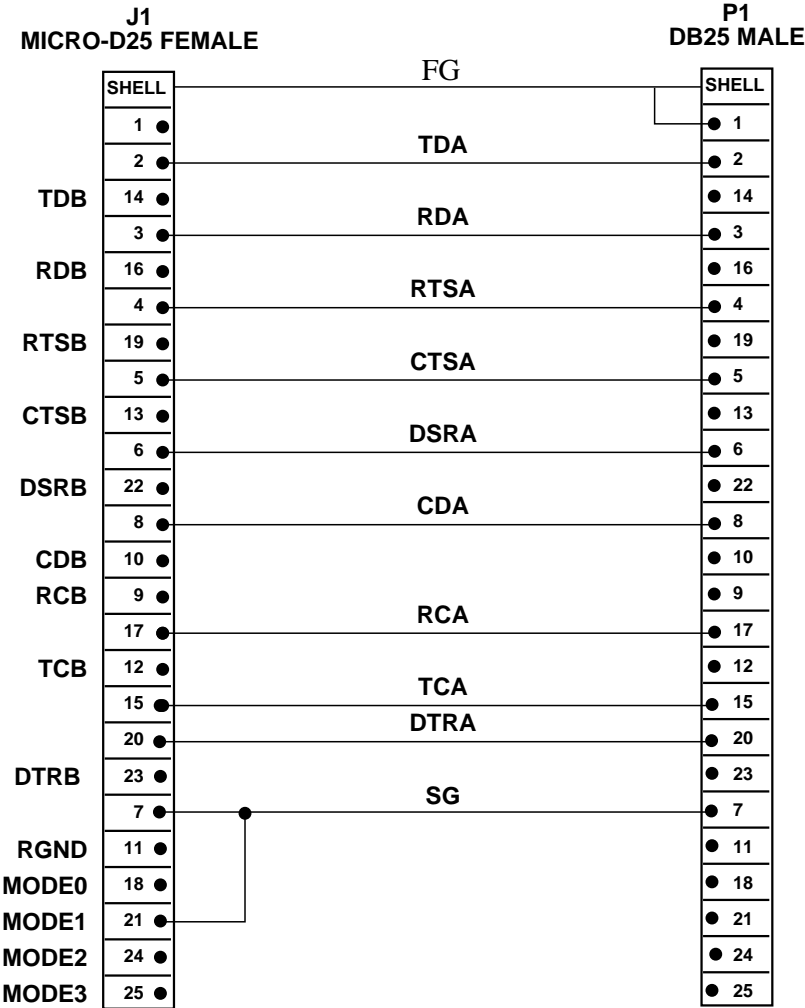 J1
MICRO-D25 FEMALE
P1
DB25 MALE
SHELL FG SHELL
1 1
2 TDA 2
TDB 14 14
3 RDA 3
RDB 16 16
4 RTSA 4
RTSB 19 19
5 CTSA 5
CTSB 13 13
6 DSRA 6
DSRB 22 22
8 CDA 8
CDB 10 10
RCB 9 9
17 RCA 17
TCB 12 12
15 TCA 15
20 DTRA 20
DTRB 23 23
7 SG 7
RGND 11 11
MODE0 18 18
MODE1 21 21
MODE2 24 24
MODE3 25 25